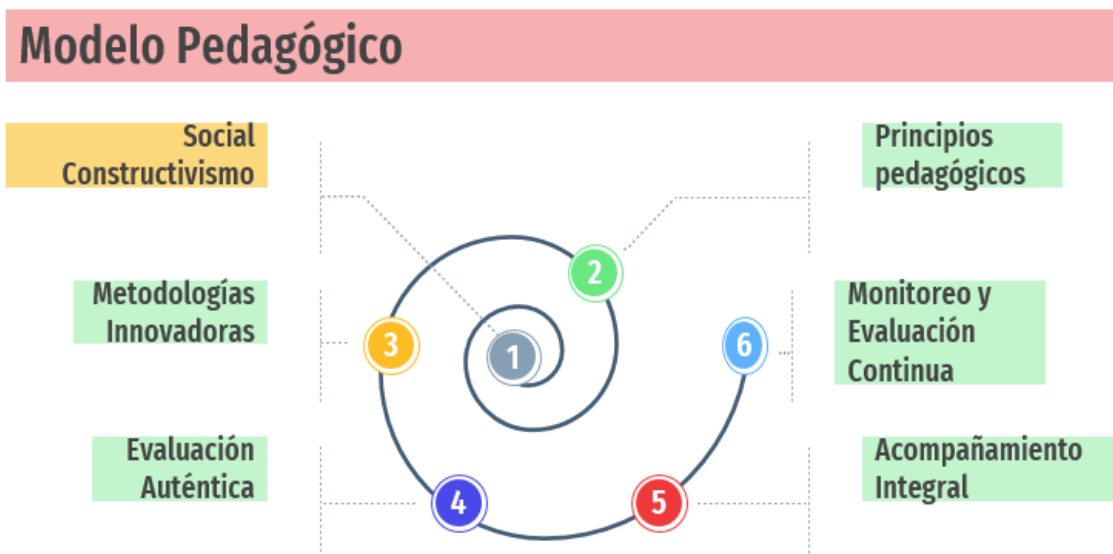 Modelo Pedagógico
Social
Constructivismo
Principios
pedagógicos
Metodologías
Innovadoras
Monitoreo y
Evaluación
Continua
Evaluación
Auténtica
Acompañamiento
Integral
1
2
3
4
5
6